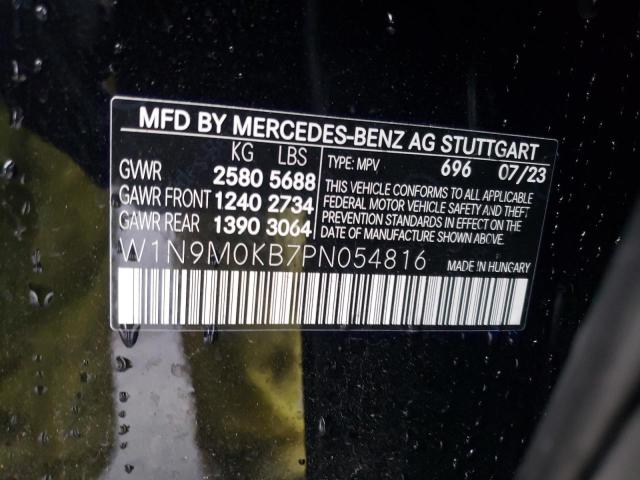 MFD BY MERCEDES-BENZ AG STUTTGART
KG LBS
GVWR 2580 5688
GAWR FRONT 1240 2734
GAWR REAR 1390 3064
TYPE: MPV 696 07/23
THIS VEHICLE CONFORMS TO ALL APPLICABLE
FEDERAL MOTOR VEHICLE SAFETY AND THEFT
PREVENTION STANDARDS IN EFFECT ON THE
DATE OF MANUFACTURE SHOWN ABOVE.
W1N9M0KB7PN054816
MADE IN HUNGARY